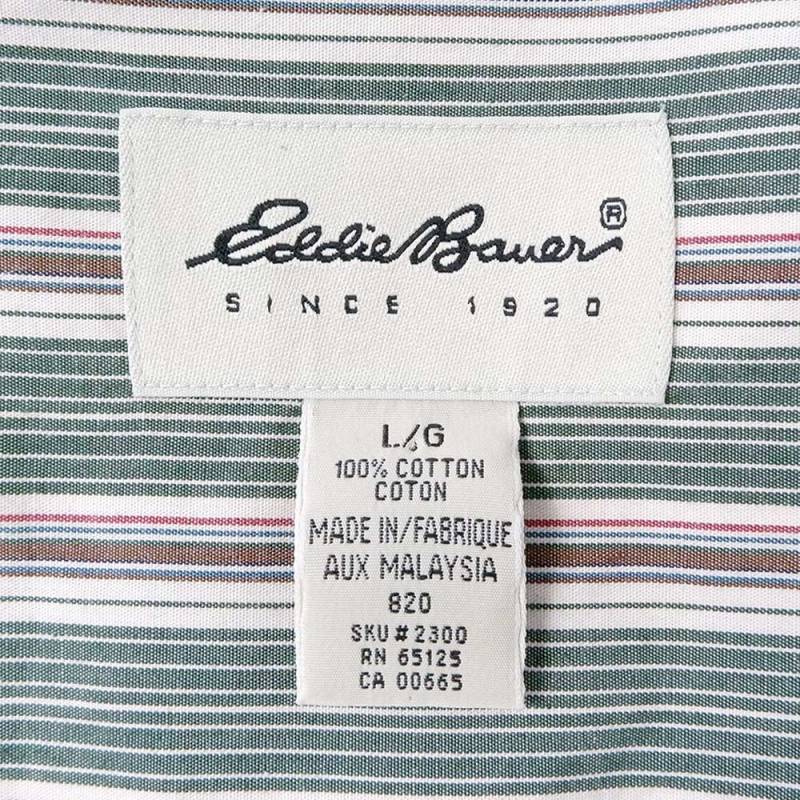 Eddie Bauer ®
SINCE 1920
L/G
100% COTTON
COTON
MADE IN/FABRIQUE
AUX MALAYSIA
820
SKU # 2300
RN 65125
CA 00665